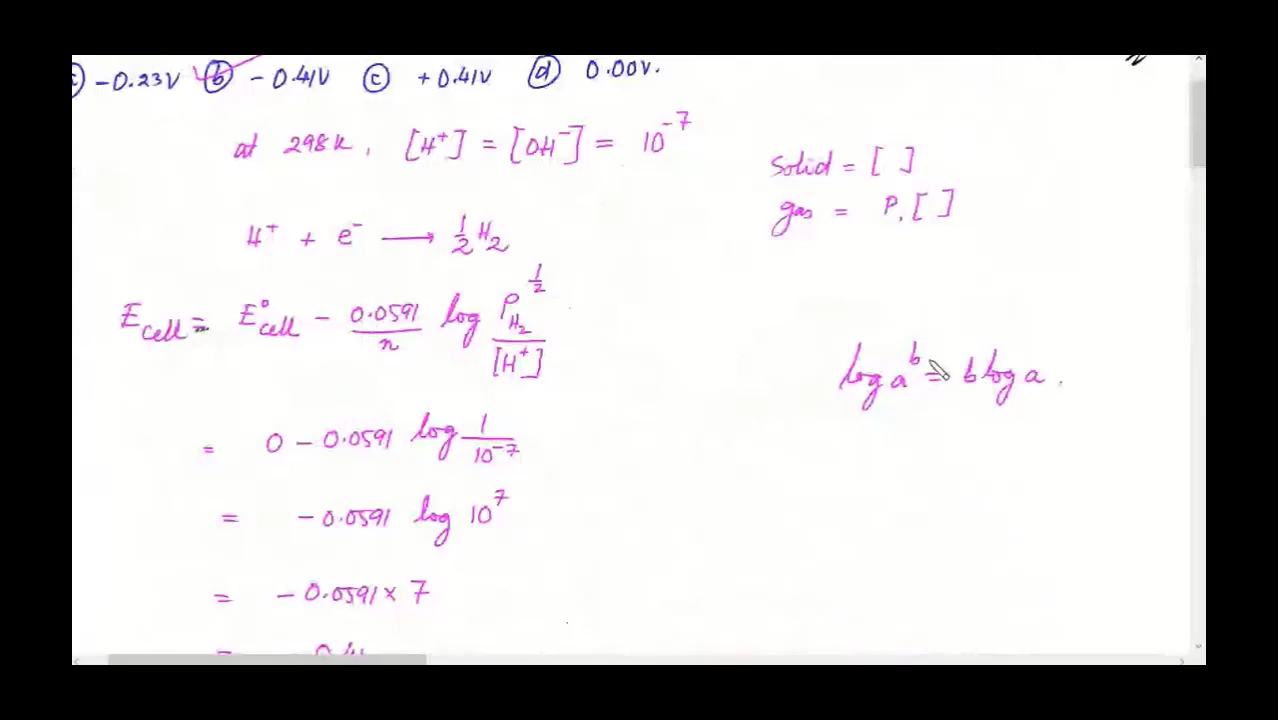 -0.23V (b) -0.41V (c) +0.41V (d) 0.00V.
at 298K, [H⁺] = [OH⁻] = 10⁻⁷
Solid = [ ]
gas = P, [ ]
H⁺ + e⁻ → 1/2 H₂
E_cell = E°_cell - 0.0591/n log P_H₂^1/2 / [H⁺]
log a^b = b log a.
= 0 - 0.0591 log 1/10⁻⁷
= -0.0591 log 10⁷
= -0.0591 × 7